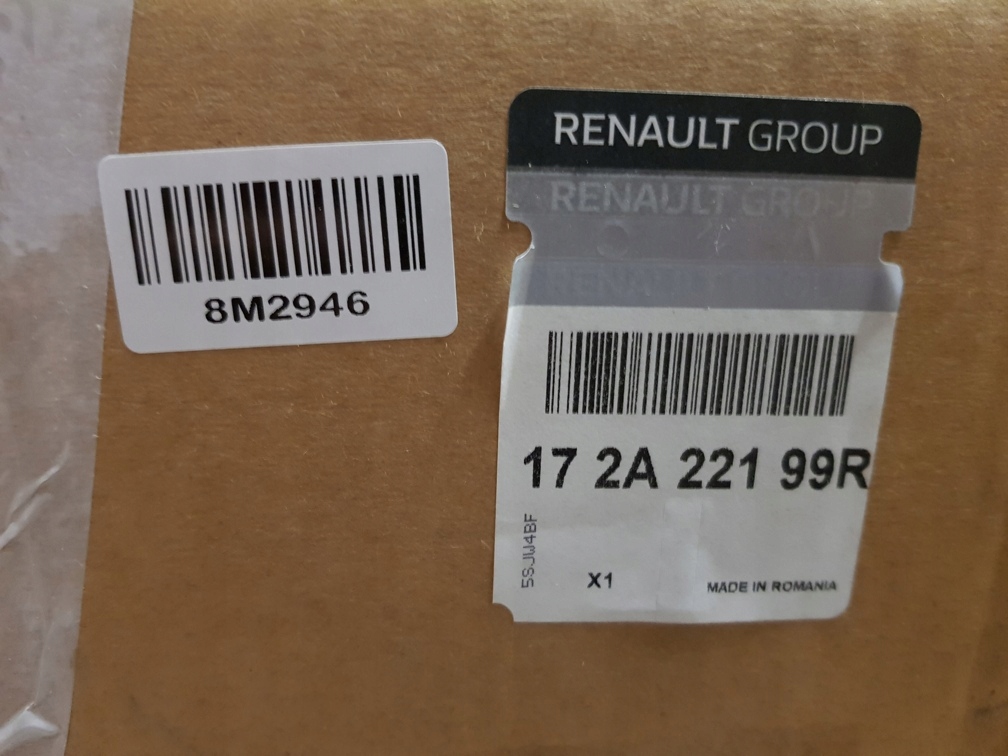 8M2946
RENAULT GROUP
RENAULT GROUP
17 2A 221 99R
5SJW4BF
X1
MADE IN ROMANIA